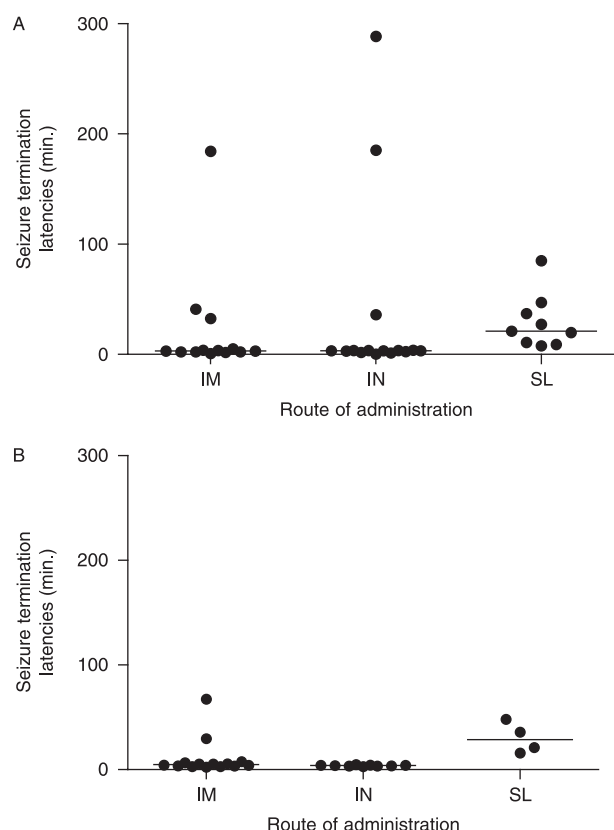 A
300
200
100
0
Seizure termination
latencies (min.)
IM
IN
SL
Route of administration
B
300
200
100
0
Seizure termination
latencies (min.)
IM
IN
SL
Route of administration